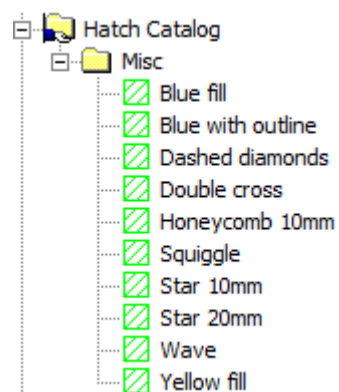 Hatch Catalog
Misc
Blue fill
Blue with outline
Dashed diamonds
Double cross
Honeycomb 10mm
Squiggle
Star 10mm
Star 20mm
Wave
Yellow fill